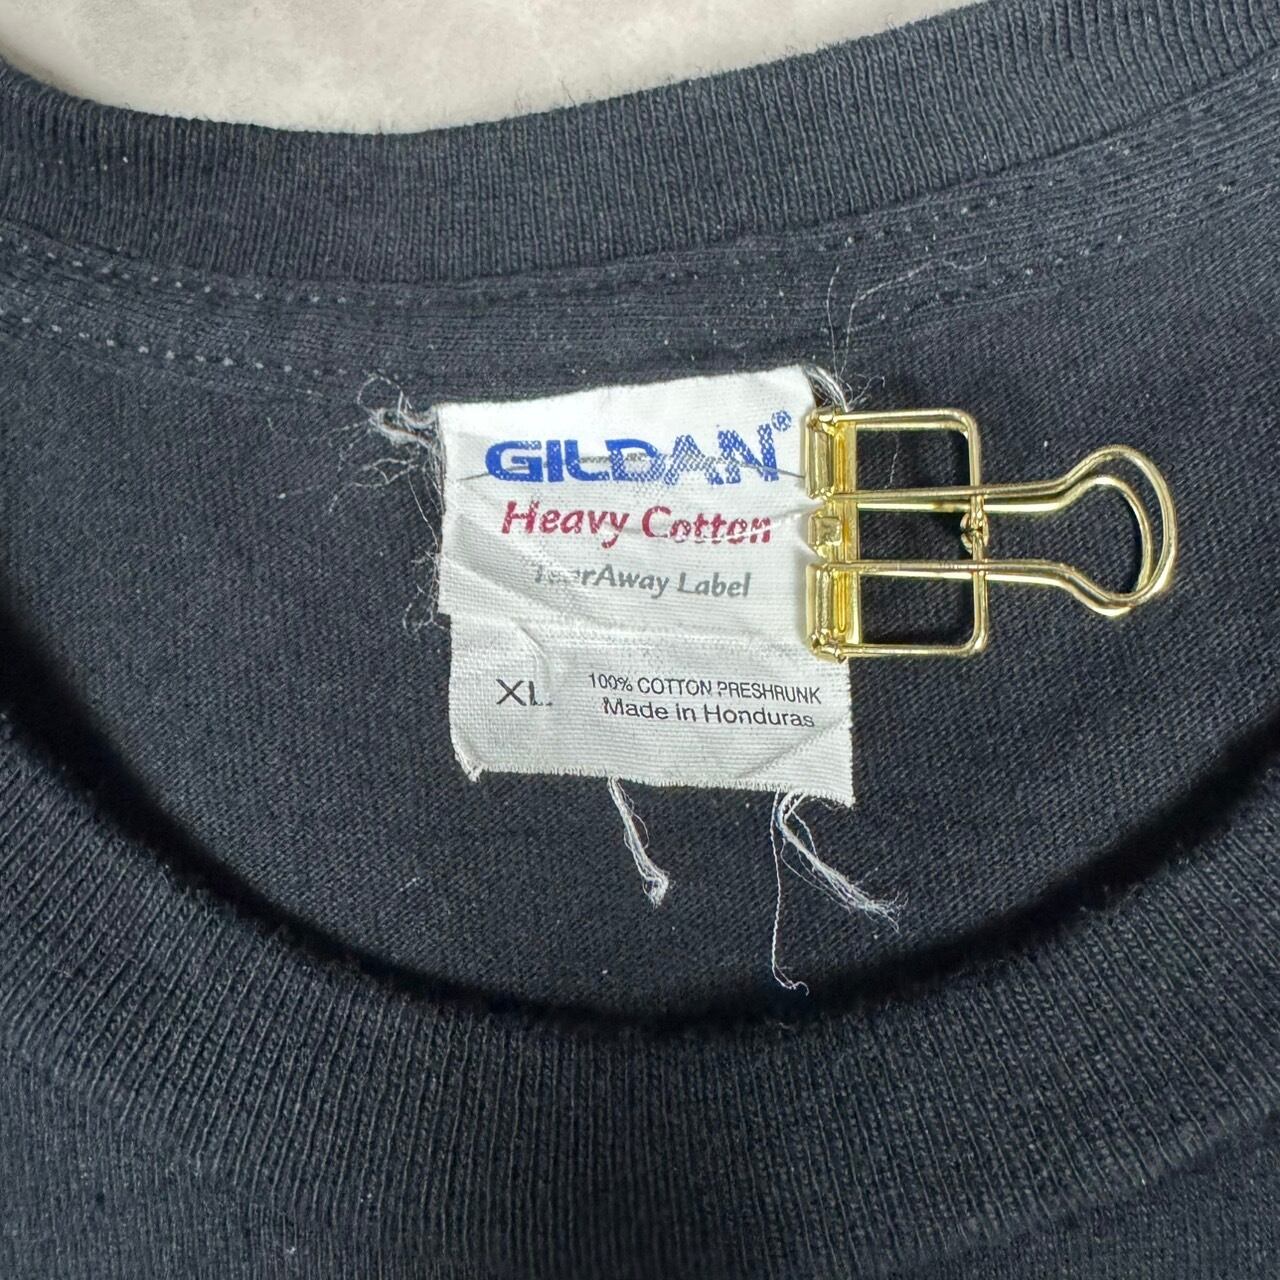 GILDAN®
Heavy Cotton
TearAway Label
XL
100% COTTON PRESHRUNK
Made in Honduras